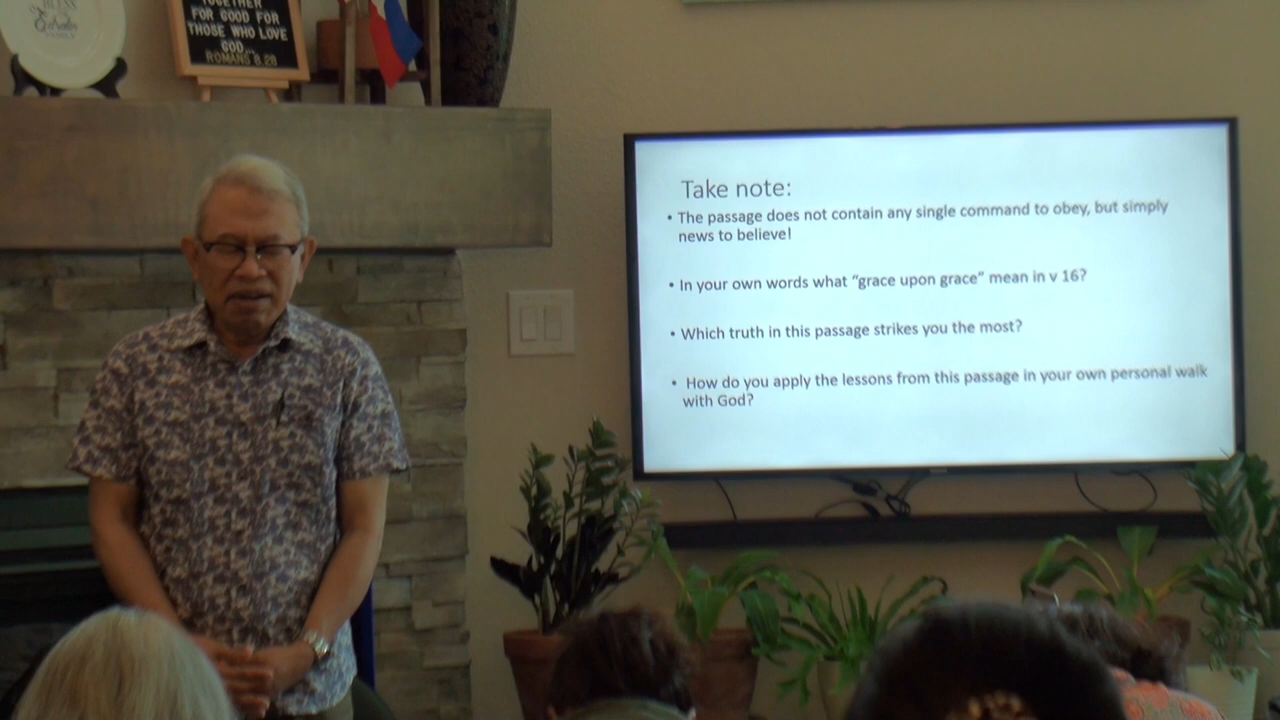 BLESS
FAMILY
TOGETHER
FOR GOOD FOR
THOSE WHO LOVE
GOD...
ROMANS 8:28
Take note:
• The passage does not contain any single command to obey, but simply
news to believe!
• In your own words what “grace upon grace” mean in v 16?
• Which truth in this passage strikes you the most?
• How do you apply the lessons from this passage in your own personal walk
with God?